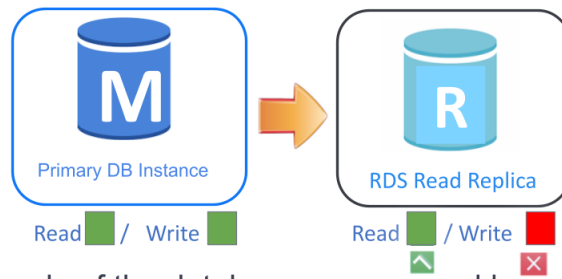 M
R
Primary DB Instance
RDS Read Replica
Read / Write
Read / Write